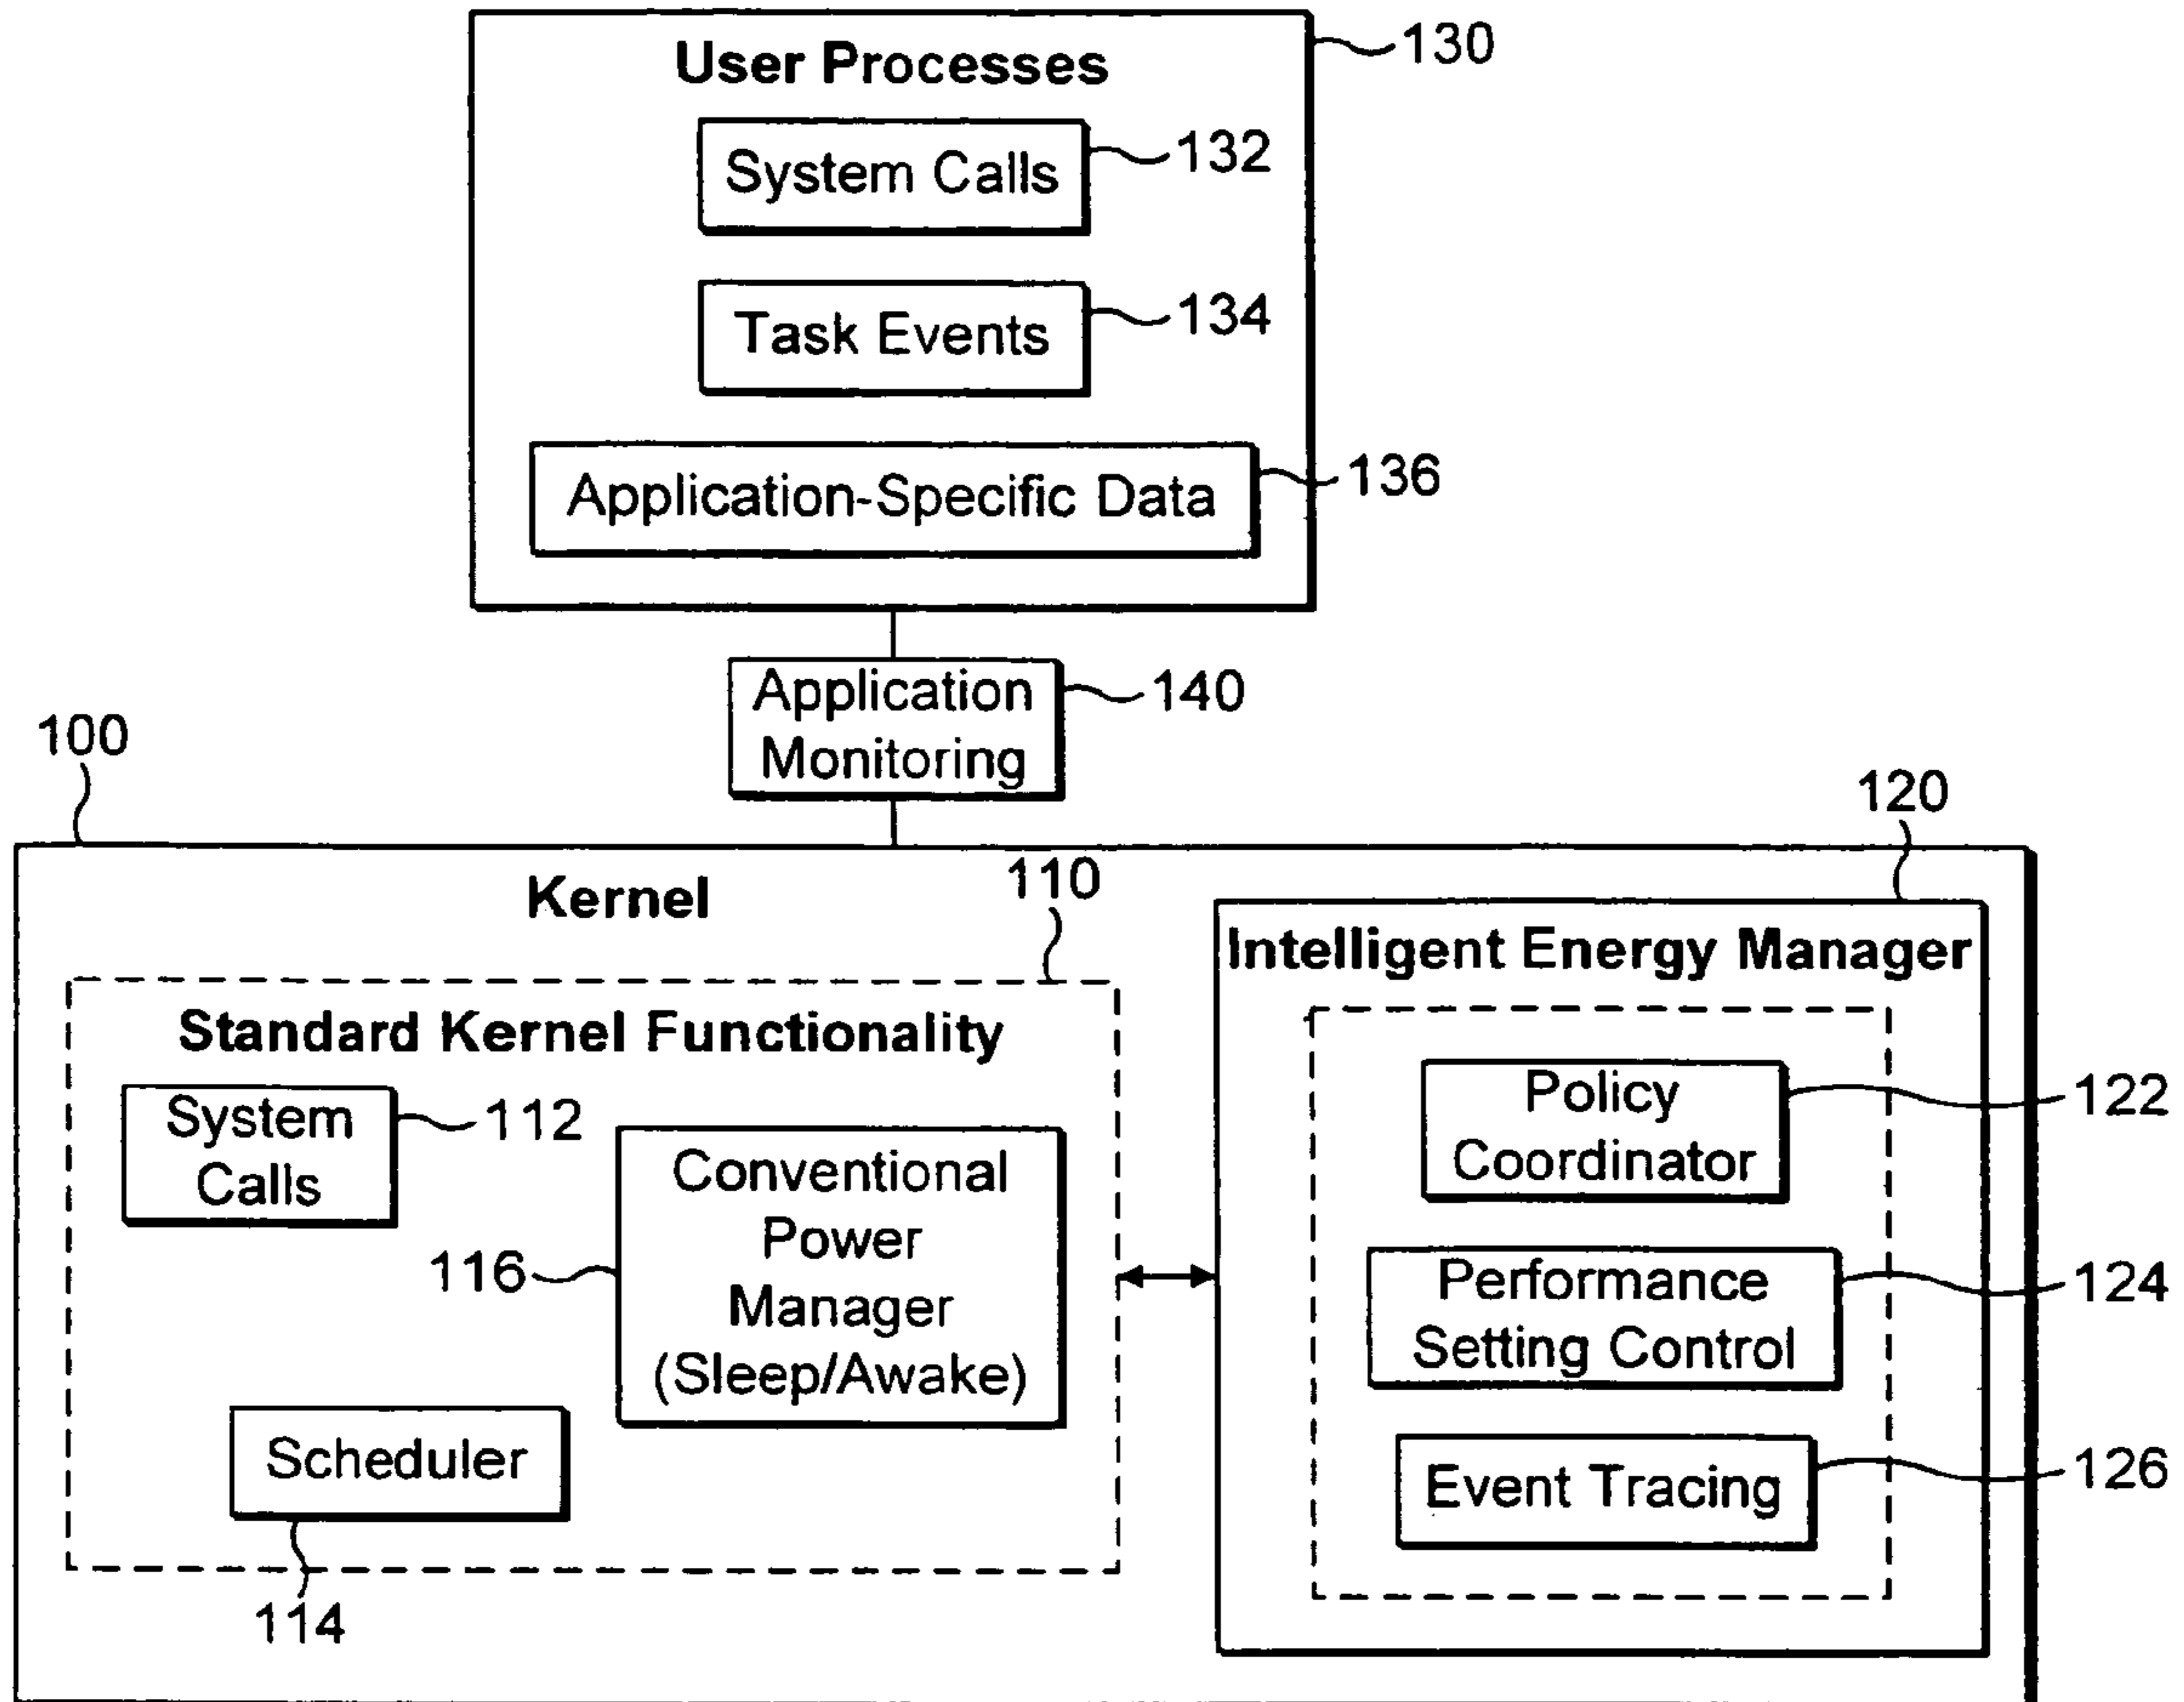 User Processes
130
System Calls
132
Task Events
134
Application-Specific Data
136
Application
Monitoring
140
100
120
Kernel
110
Intelligent Energy Manager
Standard Kernel Functionality
System
Calls
112
Conventional
Power
Manager
(Sleep/Awake)
116
Scheduler
114
Policy
Coordinator
122
Performance
Setting Control
124
Event Tracing
126